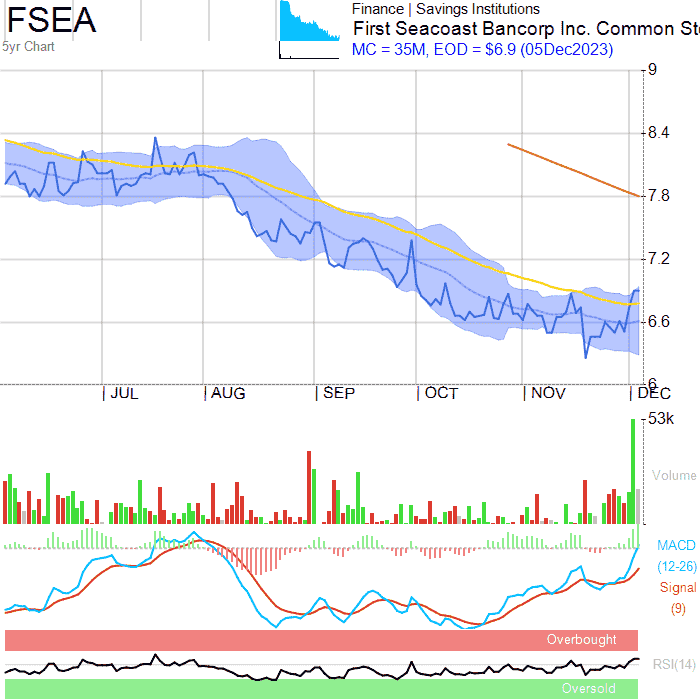 FSEA
5yr Chart
Finance | Savings Institutions
First Seacoast Bancorp Inc. Common Sto
MC = 35M, EOD = $6.9 (05Dec2023)
9
8.4
7.8
7.2
6.6
6
JUL AUG SEP OCT NOV DEC
53k
Volume
MACD
(12-26)
Signal
(9)
Overbought
RSI(14)
Oversold